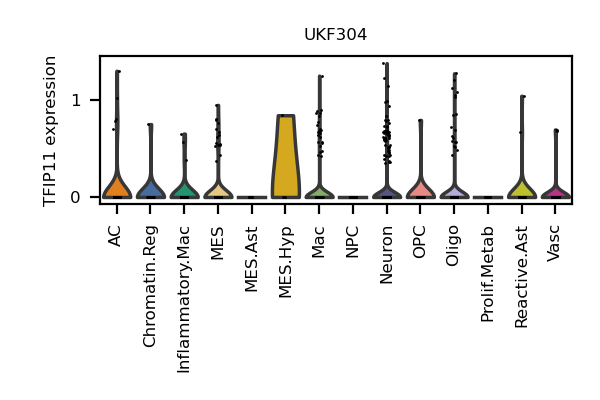 UKF304
TFIP11 expression
1
0
AC
Chromatin.Reg
Inflammatory.Mac
MES
MES.Ast
MES.Hyp
Mac
NPC
Neuron
OPC
Oligo
Prolif.Metab
Reactive.Ast
Vasc